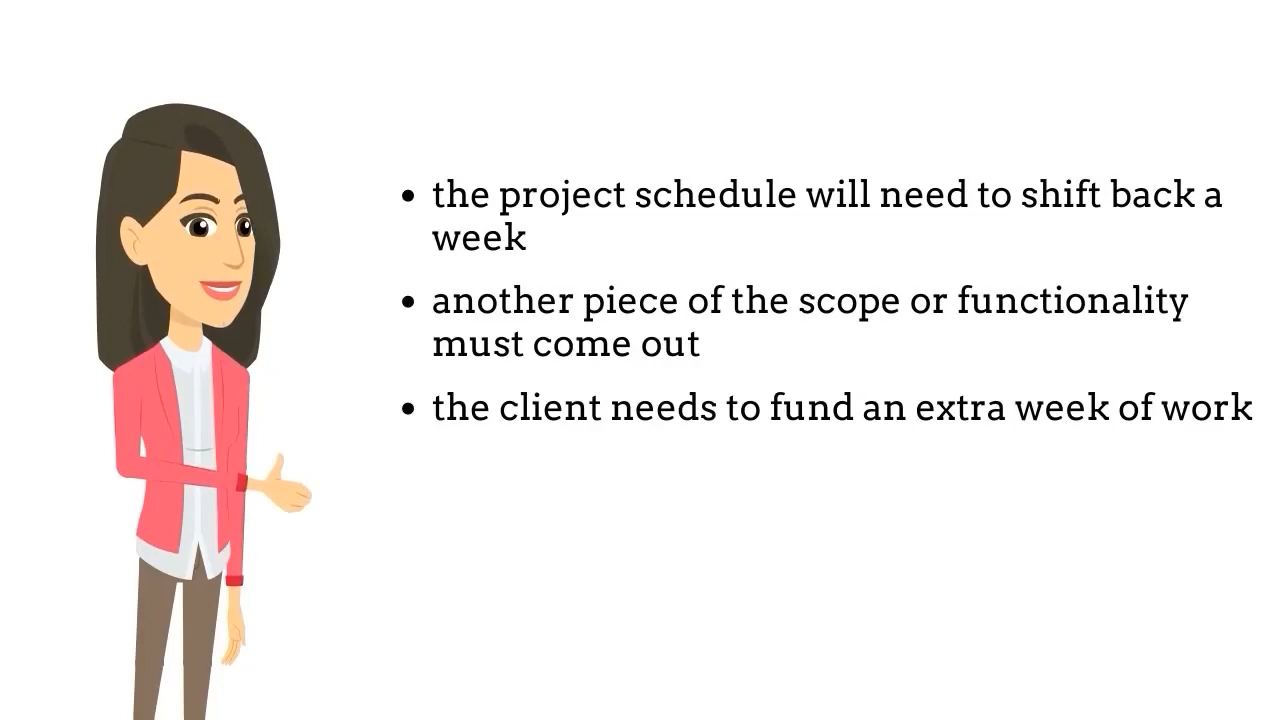 • the project schedule will need to shift back a
week
• another piece of the scope or functionality
must come out
• the client needs to fund an extra week of work